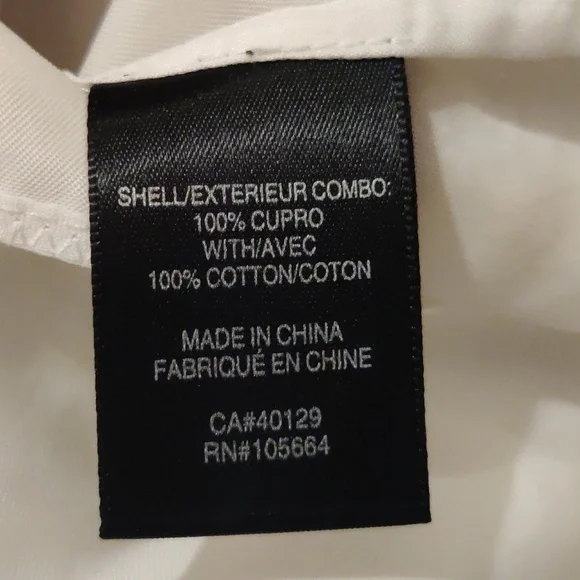 SHELL/EXTERIEUR COMBO:
100% CUPRO
WITH/AVEC
100% COTTON/COTON
MADE IN CHINA
FABRIQUÉ EN CHINE
CA#40129
RN#105664